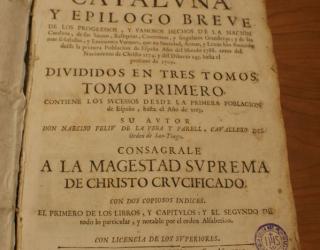 CATALUÑA
Y EPILOGO BREVE
DE LOS PROGRESSOS, Y FAMOSOS HECHOS DE LA NACION
Catalana, de sus Santos, Reliquias, Conventos, y singulares Grandezas; y de los
mas Señalados, y Eminentes Varones, que en Santidad, Armas, y Letras han florecido
desde la primera Poblacion de España Año del Mundo 1788. antes del
Nacimiento de Christo 2174. y del Diluvio 143. hasta el
presente de 1709.
DIVIDIDOS EN TRES TOMOS.
TOMO PRIMERO,
CONTIENE LOS SUCESSOS DESDE LA PRIMERA POBLACION
de España, hasta el Año de
SU AUTOR
DON NARCISO FELIU DE LA PEÑA Y FARELL, CAVALLERO DEL
Orden de San-Tiago.
CONSAGRALE
A LA MAGESTAD SUPREMA
DE CHRISTO CRUCIFICADO.
CON DOS COPIOSOS INDICES.
EL PRIMERO DE LOS LIBROS, Y CAPITULOS: Y EL SEGUNDO DE
todo lo particular, y notable por el orden Alfabetico.
CON LICENCIA DE LOS SUPERIORES.